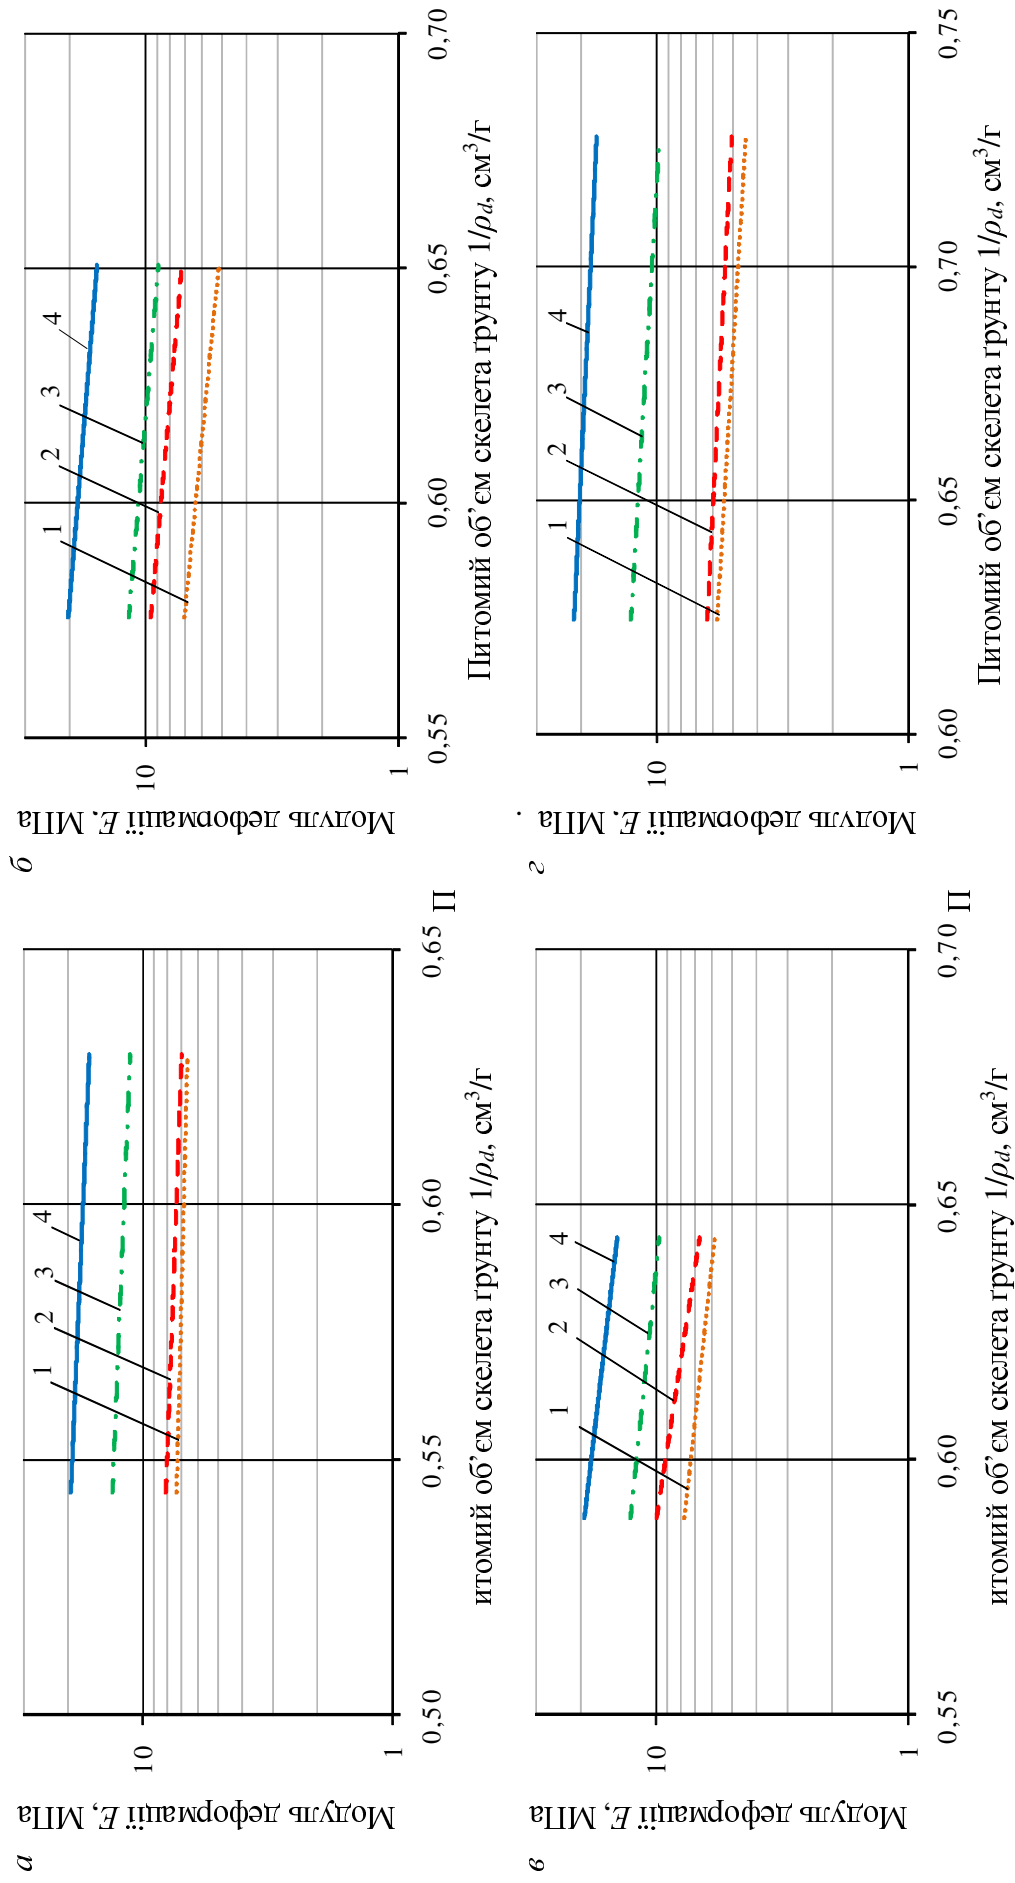 а
Модуль деформації E, МПа
10
1
4
3
2
1
0,50
0,55
0,60
0,65
П
итомий об’єм скелета ґрунту 1/ρd, см3/г
б
Модуль деформації E, МПа
10
1
4
3
2
1
0,55
0,60
0,65
0,70
Питомий об’єм скелета ґрунту 1/ρd, см3/г
в
Модуль деформації E, МПа
10
1
4
3
2
1
0,55
0,60
0,65
0,70
П
итомий об’єм скелета ґрунту 1/ρd, см3/г
г
Модуль деформації E, МПа .
10
1
4
3
2
1
0,60
0,65
0,70
0,75
Питомий об’єм скелета ґрунту 1/ρd, см3/г